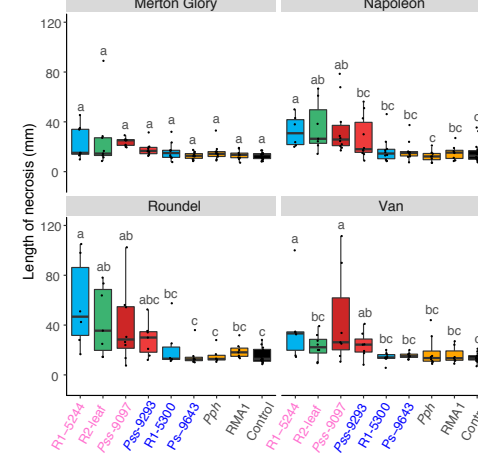 Merton Glory
Napoleon
120
80
40
0
a a a a a a a a a
a ab ab bc bc bc c bc c
Length of necrosis (mm)
Roundel
Van
120
80
40
0
a ab ab abc bc c c bc c
a bc a ab bc bc bc bc c
R1-5244 R2-leaf Pss-9097 Pss-9293 R1-5300 Ps-9643 Pph RMA1 Control
R1-5244 R2-leaf Pss-9097 Pss-9293 R1-5300 Ps-9643 Pph RMA1